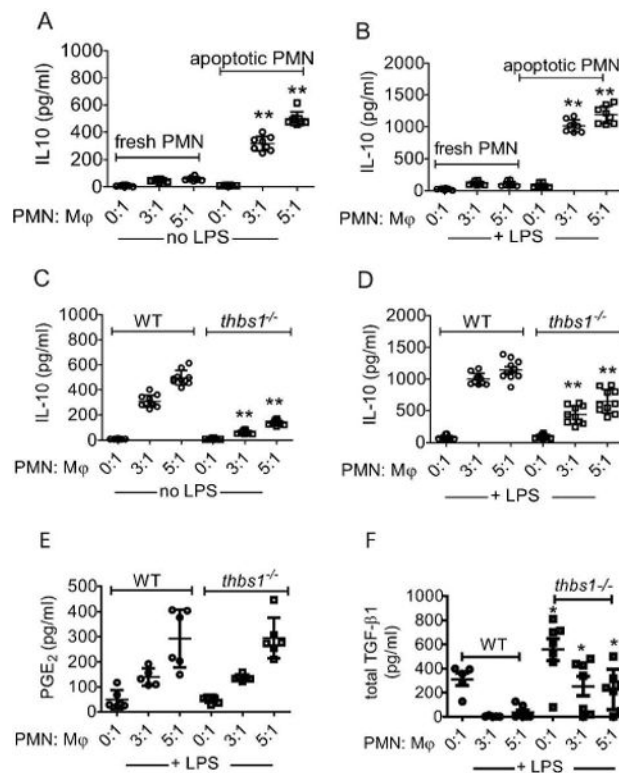 A
IL10 (pg/ml)
1000
800
600
400
200
0
apoptotic PMN
fresh PMN
**
**
PMN: Mφ
0:1
3:1
5:1
0:1
3:1
5:1
no LPS
B
IL-10 (pg/ml)
2000
1500
1000
500
0
apoptotic PMN
fresh PMN
**
**
PMN: Mφ
0:1
3:1
5:1
0:1
3:1
5:1
+ LPS
C
IL-10 (pg/ml)
1000
800
600
400
200
0
WT
thbs1-/-
**
**
PMN: Mφ
0:1
3:1
5:1
0:1
3:1
5:1
no LPS
D
IL-10 (pg/ml)
2000
1500
1000
500
0
WT
thbs1-/-
**
**
PMN: Mφ
0:1
3:1
5:1
0:1
3:1
5:1
+ LPS
E
PGE2 (pg/ml)
500
400
300
200
100
0
WT
thbs1-/-
PMN: Mφ
0:1
3:1
5:1
0:1
3:1
5:1
+ LPS
F
total TGF-β1
(pg/ml)
1000
800
600
400
200
0
thbs1-/-
WT
*
*
*
PMN: Mφ
0:1
3:1
5:1
0:1
3:1
5:1
+ LPS